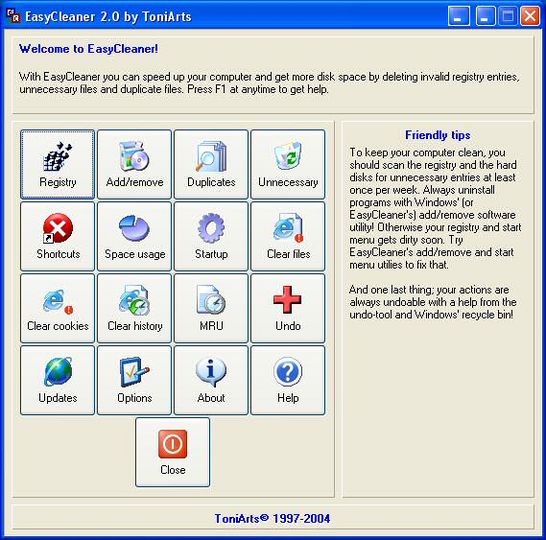 EasyCleaner 2.0 by ToniArts
Welcome to EasyCleaner!
With EasyCleaner you can speed up your computer and get more disk space by deleting invalid registry entries,
unnecessary files and duplicate files. Press F1 at anytime to get help.
Registry
Add/remove
Duplicates
Unnecessary
Shortcuts
Space usage
Startup
Clear files
Clear cookies
Clear history
MRU
Undo
Updates
Options
About
Help
Close
Friendly tips
To keep your computer clean, you
should scan the registry and the hard
disks for unnecessary entries at least
once per week. Always uninstall
programs with Windows' (or
EasyCleaner's) add/remove software
utility! Otherwise your registry and start
menu gets dirty soon. Try
EasyCleaner's add/remove and start
menu utilies to fix that.
And one last thing; your actions are
always undoable with a help from the
undo-tool and Windows' recycle bin!
ToniArts© 1997-2004